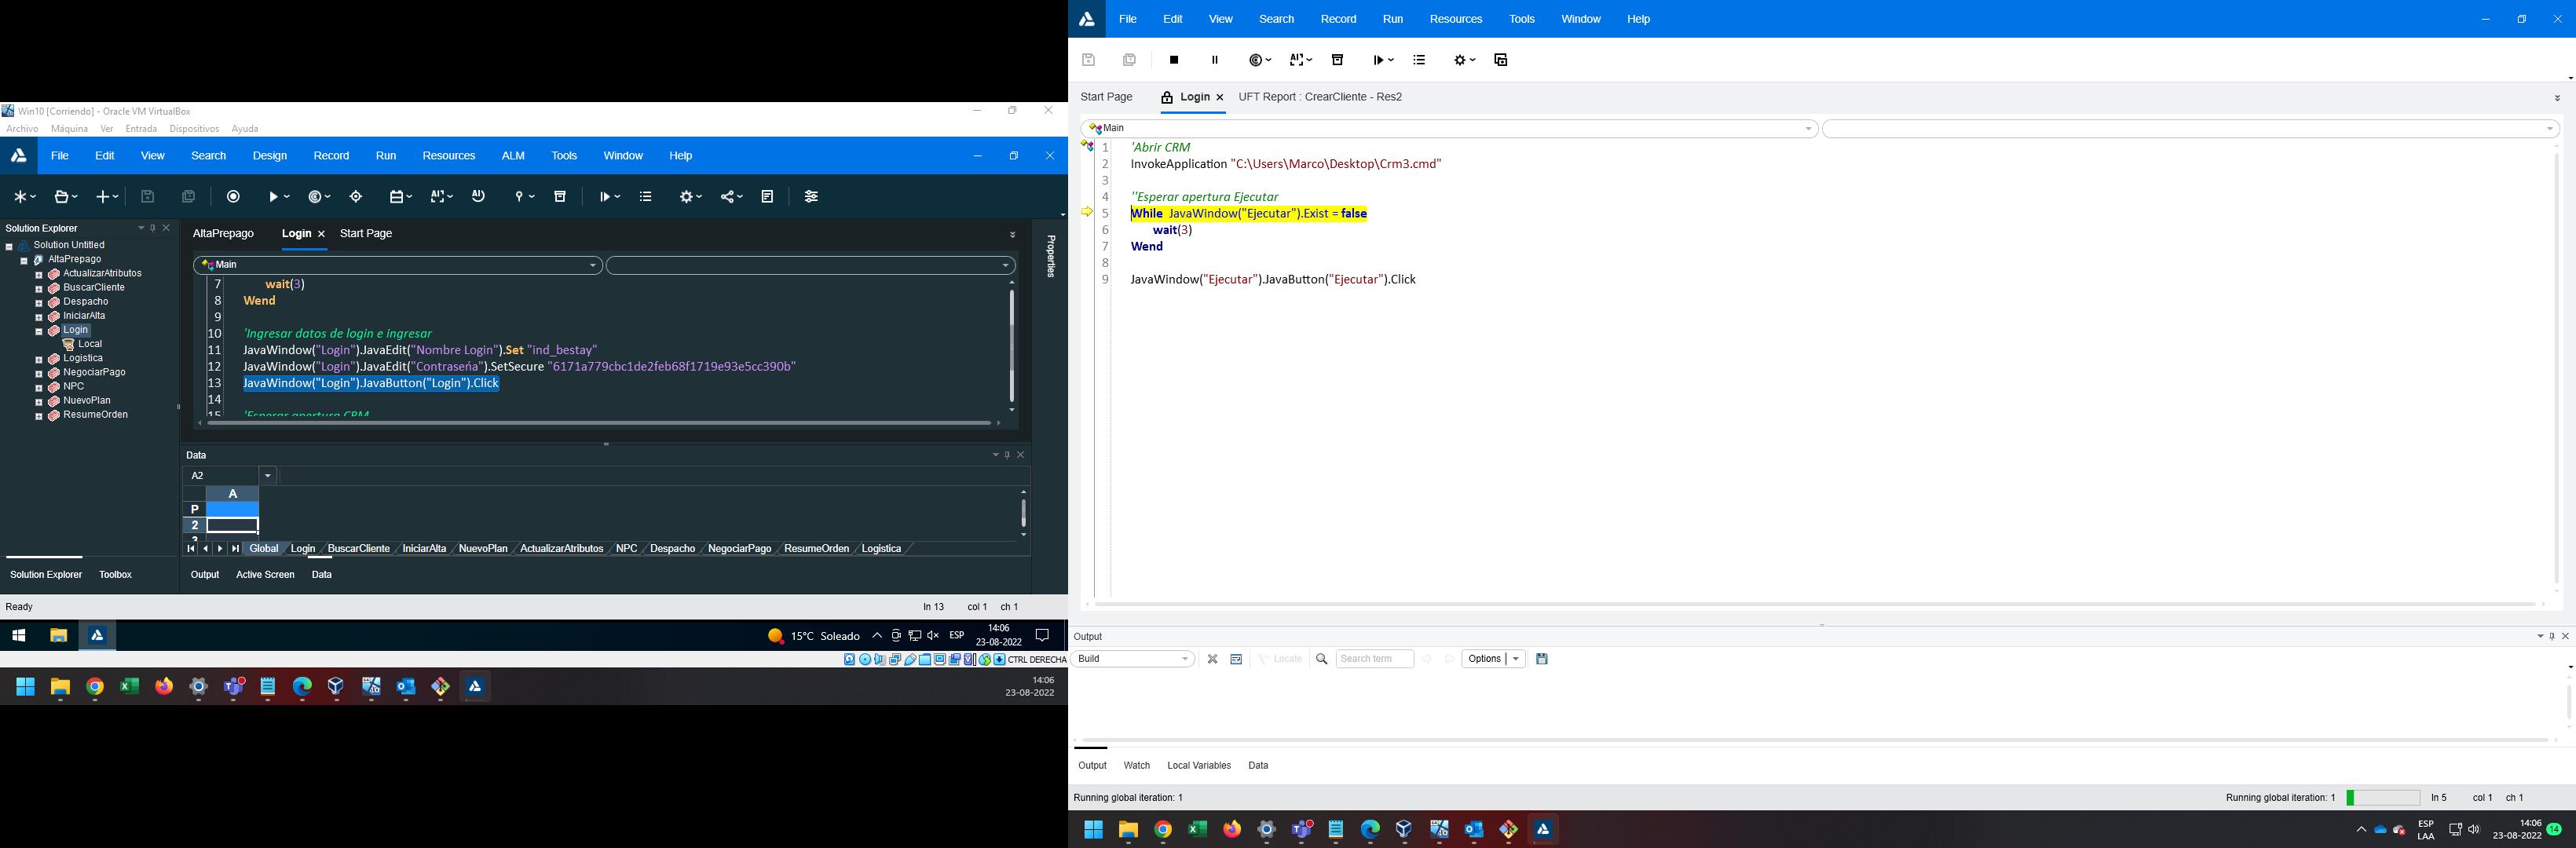 Win10 [Corriendo] - Oracle VM VirtualBox
Archivo Máquina Ver Entrada Dispositivos Ayuda
File Edit View Search Design Record Run Resources ALM Tools Window Help
Solution Explorer
Solution Untitled
AltaPrepago
ActualizarAtributos
BuscarCliente
Despacho
IniciarAlta
Login
Local
Logistica
NegociarPago
NPC
NuevoPlan
ResumeOrden
Solution Explorer Toolbox
AltaPrepago Login Start Page
Main
7 wait(3)
8 Wend
9
10 'Ingresar datos de login e ingresar
11 JavaWindow("Login").JavaEdit("Nombre Login").Set "ind_bestay"
12 JavaWindow("Login").JavaEdit("Contraseńa").SetSecure "6171a779cbc1de2feb68f1719e93e5cc390b"
13 JavaWindow("Login").JavaButton("Login").Click
14
15 'Esperar apertura CRM
Properties
Data
A2
A
P
2
3
Global Login BuscarCliente IniciarAlta NuevoPlan ActualizarAtributos NPC Despacho NegociarPago ResumeOrden Logistica
Output Active Screen Data
Ready ln 13 col 1 ch 1
15°C Soleado ESP 14:06
23-08-2022
CTRL DERECHA
14:06
23-08-2022
File Edit View Search Record Run Resources Tools Window Help
Start Page Login UFT Report : CrearCliente - Res2
Main
1 'Abrir CRM
2 InvokeApplication "C:\Users\Marco\Desktop\Crm3.cmd"
3
4 ''Esperar apertura Ejecutar
5 While JavaWindow("Ejecutar").Exist = false
6 wait(3)
7 Wend
8
9 JavaWindow("Ejecutar").JavaButton("Ejecutar").Click
Output
Build Locate Search term Options
Output Watch Local Variables Data
Running global iteration: 1 Running global iteration: 1 ln 5 col 1 ch 1
ESP
LAA
14:06
23-08-2022
14